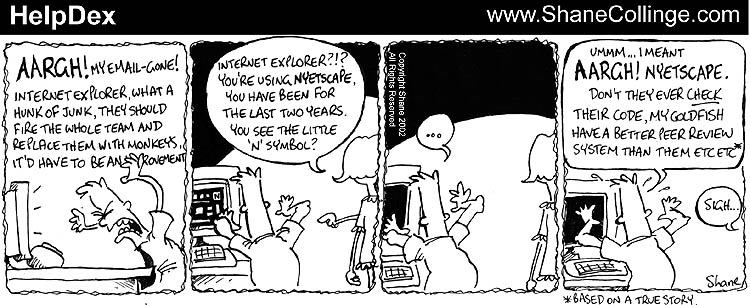 HelpDex
www.ShaneCollinge.com
AARGH! MY EMAIL-GONE!
INTERNET EXPLORER, WHAT A
HUNK OF JUNK, THEY SHOULD
FIRE THE WHOLE TEAM AND
REPLACE THEM WITH MONKEYS,
IT'D HAVE TO BE AN
INTERNET EXPLORER?!?
YOU'RE USING NYETSCAPE,
YOU HAVE BEEN FOR
THE LAST TWO YEARS.
YOU SEE THE LITTLE
'N' SYMBOL?
N
Copyright Shane 2002
All Rights Reserved
...
UMMM... I MEANT
AARGH! NYETSCAPE.
DON'T THEY EVER CHECK
THEIR CODE, MY GOLDFISH
HAVE A BETTER PEER REVIEW
SYSTEM THAN THEM ETC ETC*
SIGH...
Shane
*BASED ON A TRUE STORY.